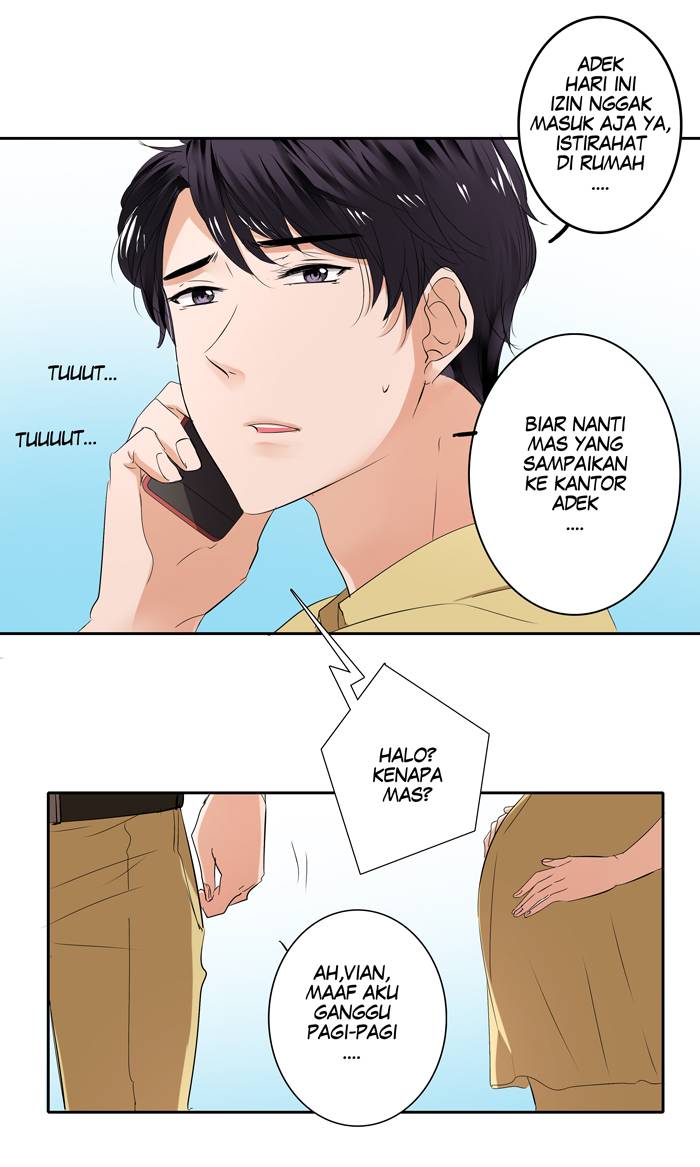 ADEK
HARI INI
IZIN NGGAK
MASUK AJA YA,
ISTIRAHAT
DI RUMAH
....
TUUUT...
TUUUUT...
BIAR NANTI
MAS YANG
SAMPAIKAN
KE KANTOR
ADEK
....
HALO?
KENAPA
MAS?
AH,VIAN,
MAAF AKU
GANGGU
PAGI-PAGI
....